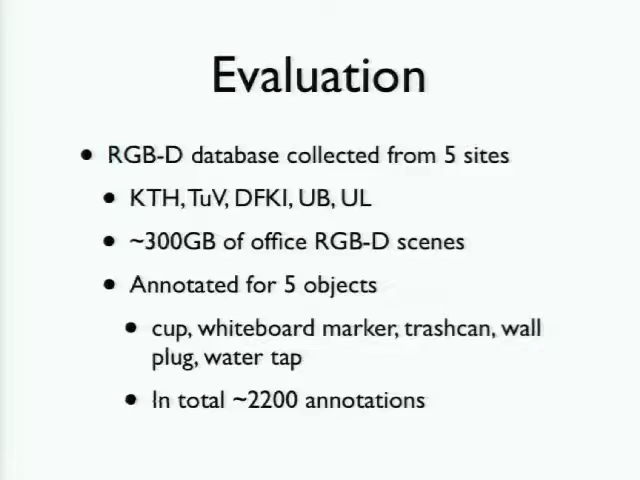 Evaluation
• RGB-D database collected from 5 sites
• KTH, TuV, DFKI, UB, UL
• ~300GB of office RGB-D scenes
• Annotated for 5 objects
• cup, whiteboard marker, trashcan, wall
plug, water tap
• In total ~2200 annotations